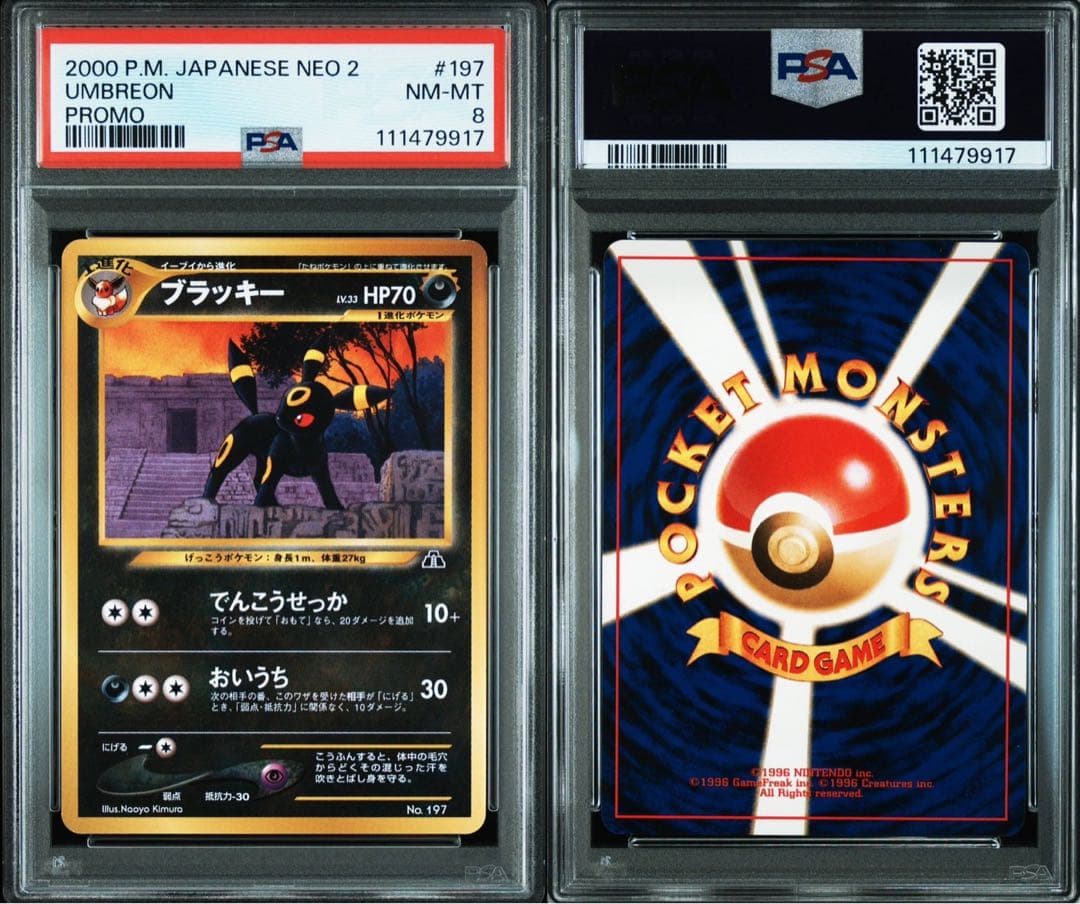 2000 P.M. JAPANESE NEO 2 #197
UMBREON NM-MT
PROMO 8
PSA 111479917
進化
イーブイから進化 「たねポケモン」の上に重ねて進化させます
ブラッキー LV.33 HP70
1進化ポケモン
げっこうポケモン：身長1m、体重27kg
でんこうせっか 10+
コインを投げて「おもて」なら、20ダメージを追加
する。
おいうち 30
次の相手の番、このワザを受けた相手が「にげる」
とき、「弱点・抵抗力」に関係なく、10ダメージ。
にげる
こうふんすると、体中の毛穴
からどくその混じった汗を
吹きとばし身を守る。
弱点 抵抗力-30
Illus.Naoyo Kimura No. 197
PSA
PSA
111479917
POCKET MONSTERS
CARD GAME
©1996 NINTENDO inc.
©1996 GameFreak inc. ©1996 Creatures inc.
All Rights reserved.
PSA